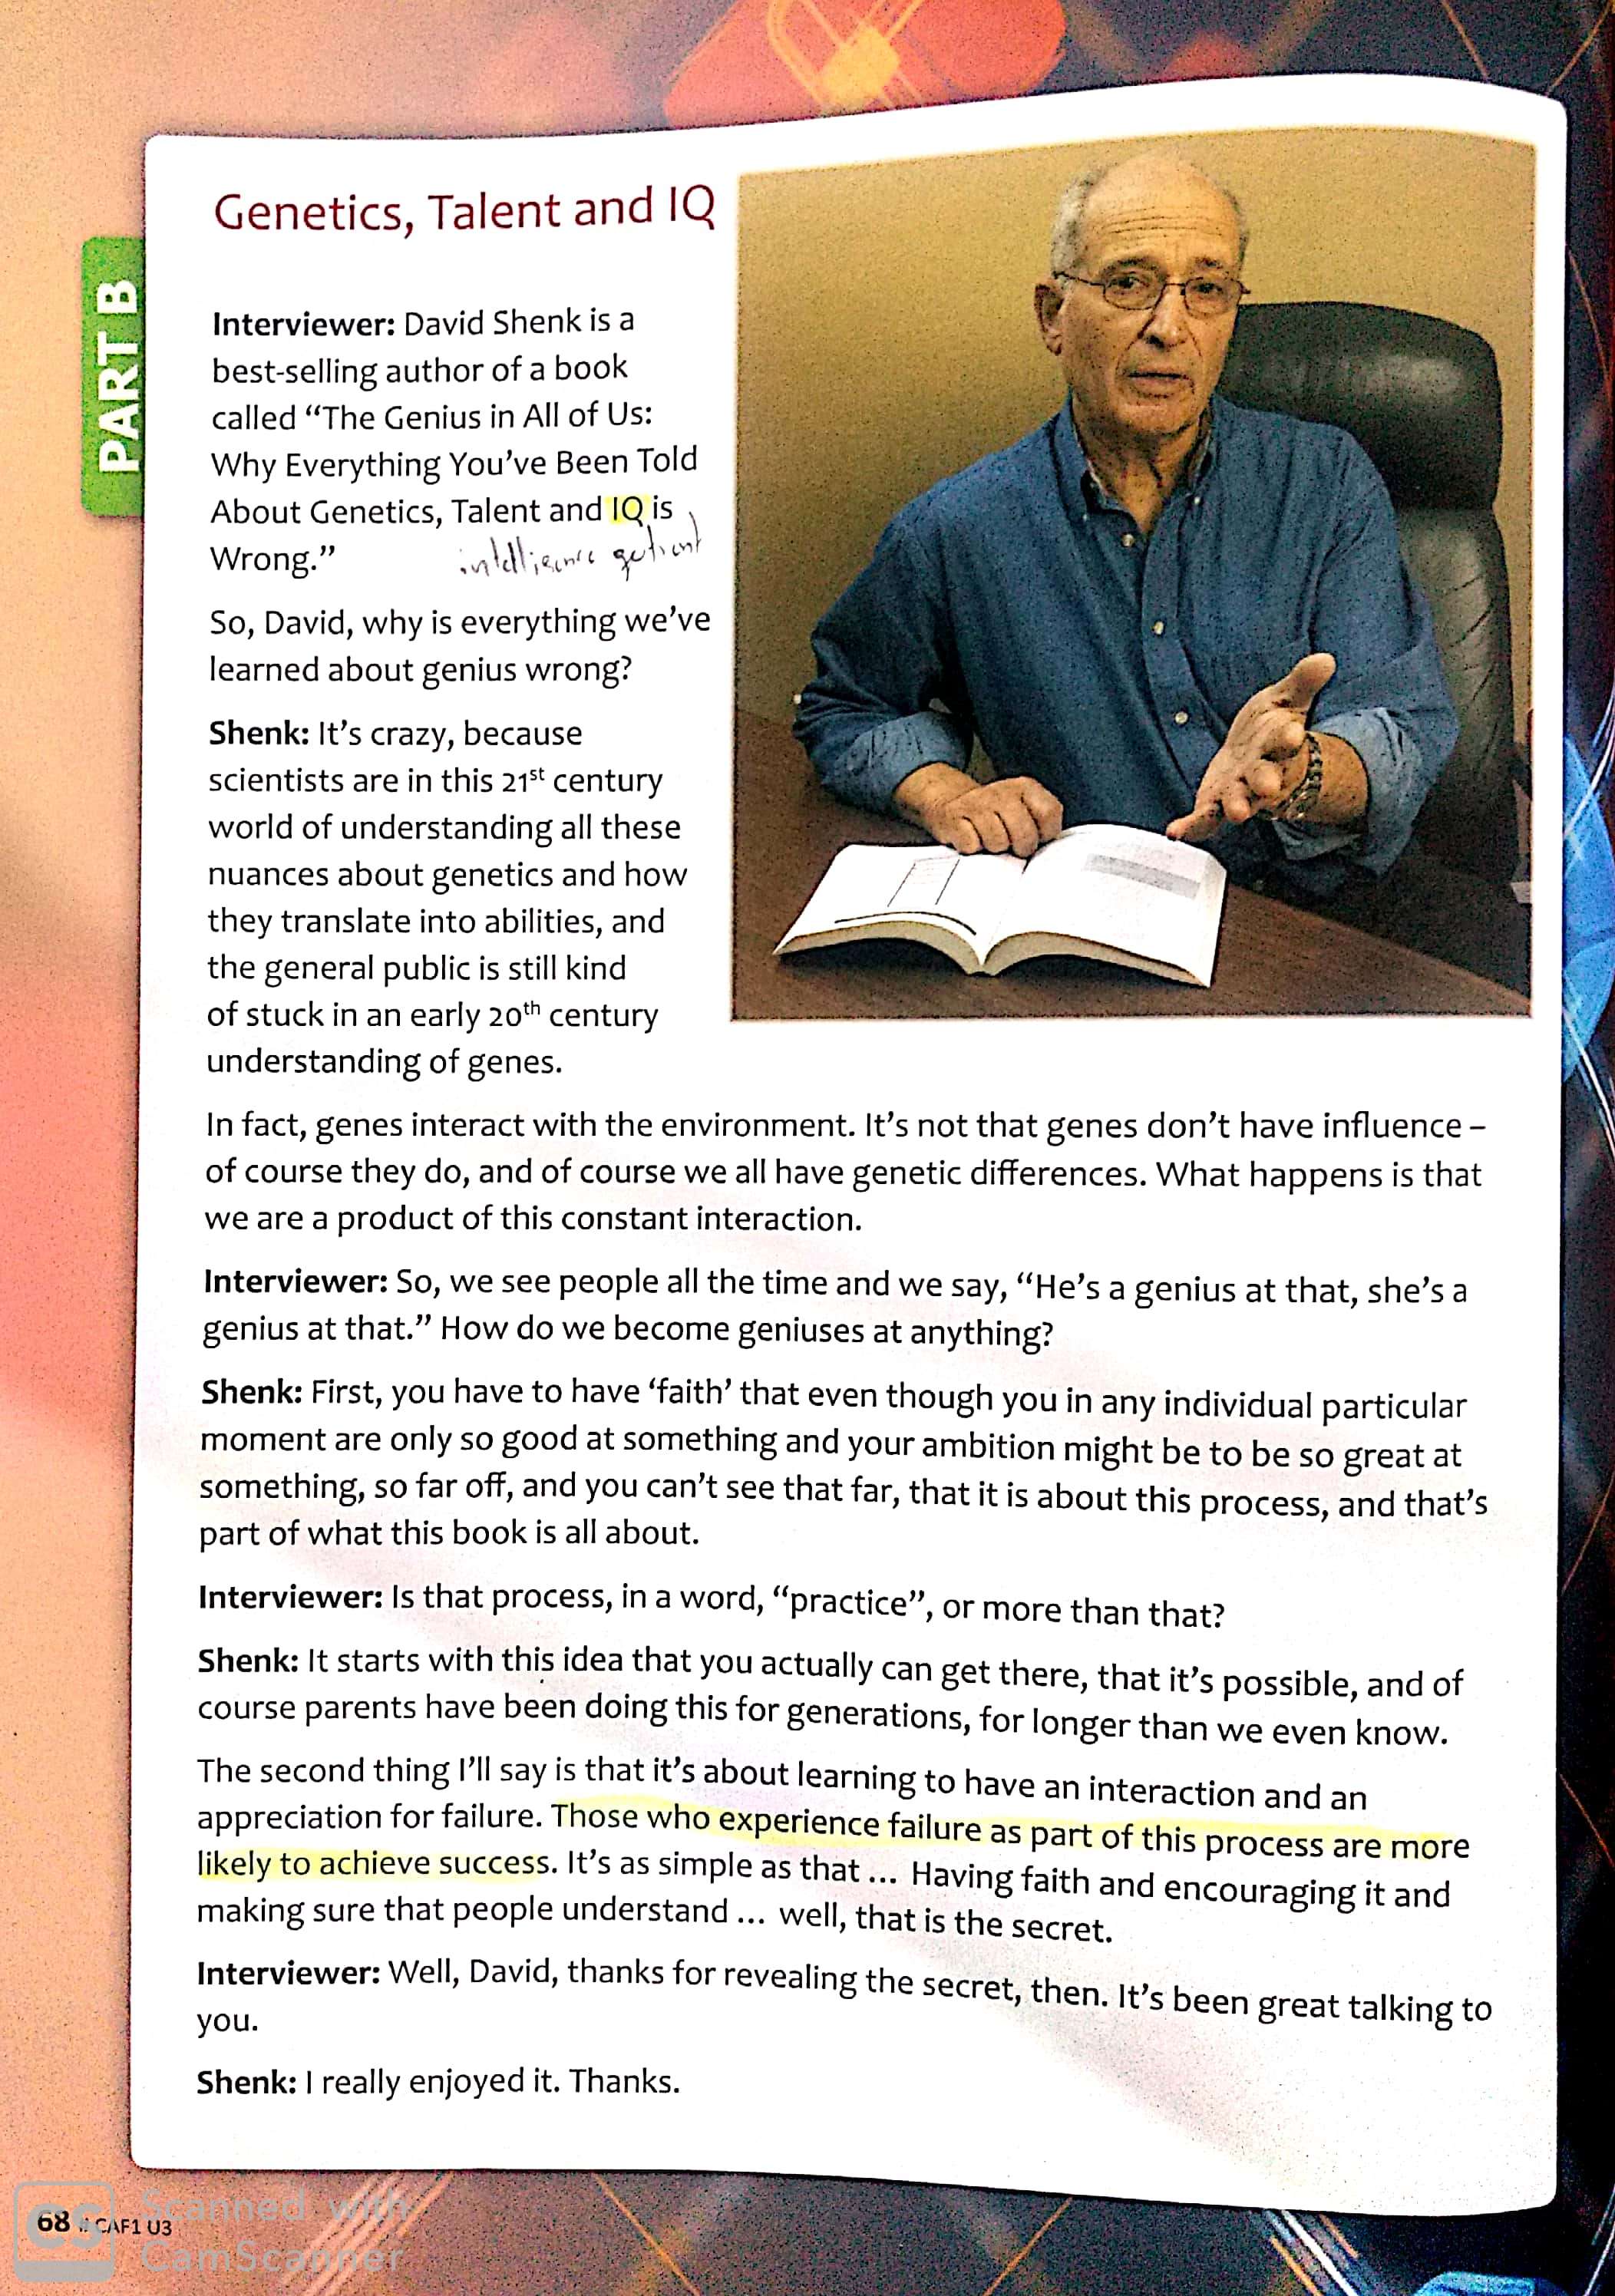 Genetics, Talent and IQ
PART B
Interviewer: David Shenk is a
best-selling author of a book
called “The Genius in All of Us:
Why Everything You’ve Been Told
About Genetics, Talent and IQ is
Wrong.”
So, David, why is everything we’ve
learned about genius wrong?
Shenk: It’s crazy, because
scientists are in this 21st century
world of understanding all these
nuances about genetics and how
they translate into abilities, and
the general public is still kind
of stuck in an early 20th century
understanding of genes.
In fact, genes interact with the environment. It’s not that genes don’t have influence –
of course they do, and of course we all have genetic differences. What happens is that
we are a product of this constant interaction.
Interviewer: So, we see people all the time and we say, “He’s a genius at that, she’s a
genius at that.” How do we become geniuses at anything?
Shenk: First, you have to have ‘faith’ that even though you in any individual particular
moment are only so good at something and your ambition might be to be so great at
something, so far off, and you can’t see that far, that it is about this process, and that’s
part of what this book is all about.
Interviewer: Is that process, in a word, “practice”, or more than that?
Shenk: It starts with this idea that you actually can get there, that it’s possible, and of
course parents have been doing this for generations, for longer than we even know.
The second thing I’ll say is that it’s about learning to have an interaction and an
appreciation for failure. Those who experience failure as part of this process are more
likely to achieve success. It’s as simple as that ... Having faith and encouraging it and
making sure that people understand ... well, that is the secret.
Interviewer: Well, David, thanks for revealing the secret, then. It’s been great talking to
you.
Shenk: I really enjoyed it. Thanks.
68 :: CAF1 U3
CS Scanned with
CamScanner